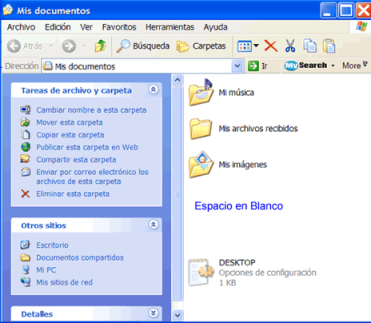 Mis documentos
Archivo Edición Ver Favoritos Herramientas Ayuda
Atrás Búsqueda Carpetas
Dirección Mis documentos Ir My Search More
Tareas de archivo y carpeta
Cambiar nombre a esta carpeta
Mover esta carpeta
Copiar esta carpeta
Publicar esta carpeta en Web
Compartir esta carpeta
Enviar por correo electrónico los
archivos de esta carpeta
Eliminar esta carpeta
Otros sitios
Escritorio
Documentos compartidos
Mi PC
Mis sitios de red
Detalles
Mi música
Mis archivos recibidos
Mis imágenes
Espacio en Blanco
DESKTOP
Opciones de configuración
1 KB